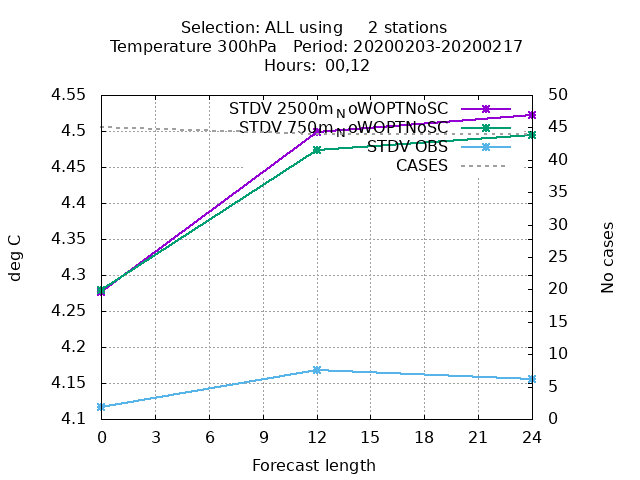 Selection: ALL using 2 stations
Temperature 300hPa Period: 20200203-20200217
Hours: 00,12
4.55
4.5
4.45
4.4
4.35
4.3
4.25
4.2
4.15
4.1
deg C
STDV 2500m_NoWOPTNoSC
STDV 750m_NoWOPTNoSC
STDV OBS
CASES
50
45
40
35
30
25
20
15
10
5
0
No cases
0 3 6 9 12 15 18 21 24
Forecast length